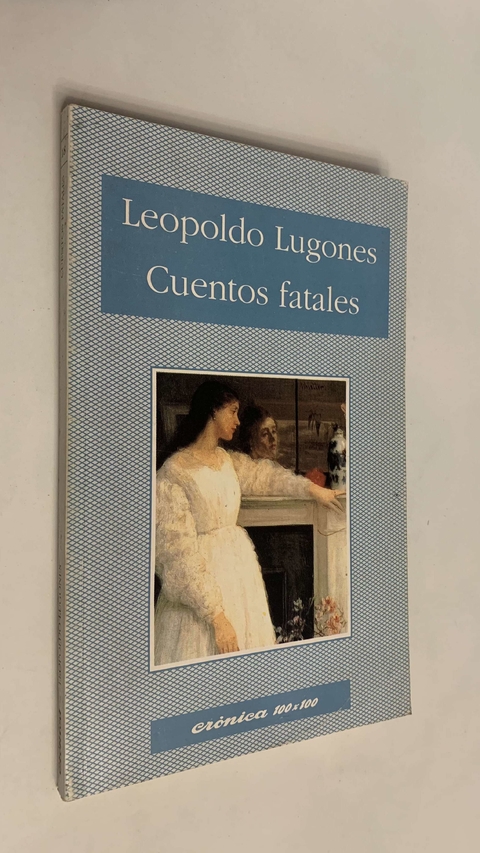 Leopoldo Lugones
Cuentos fatales
crónica 100x100